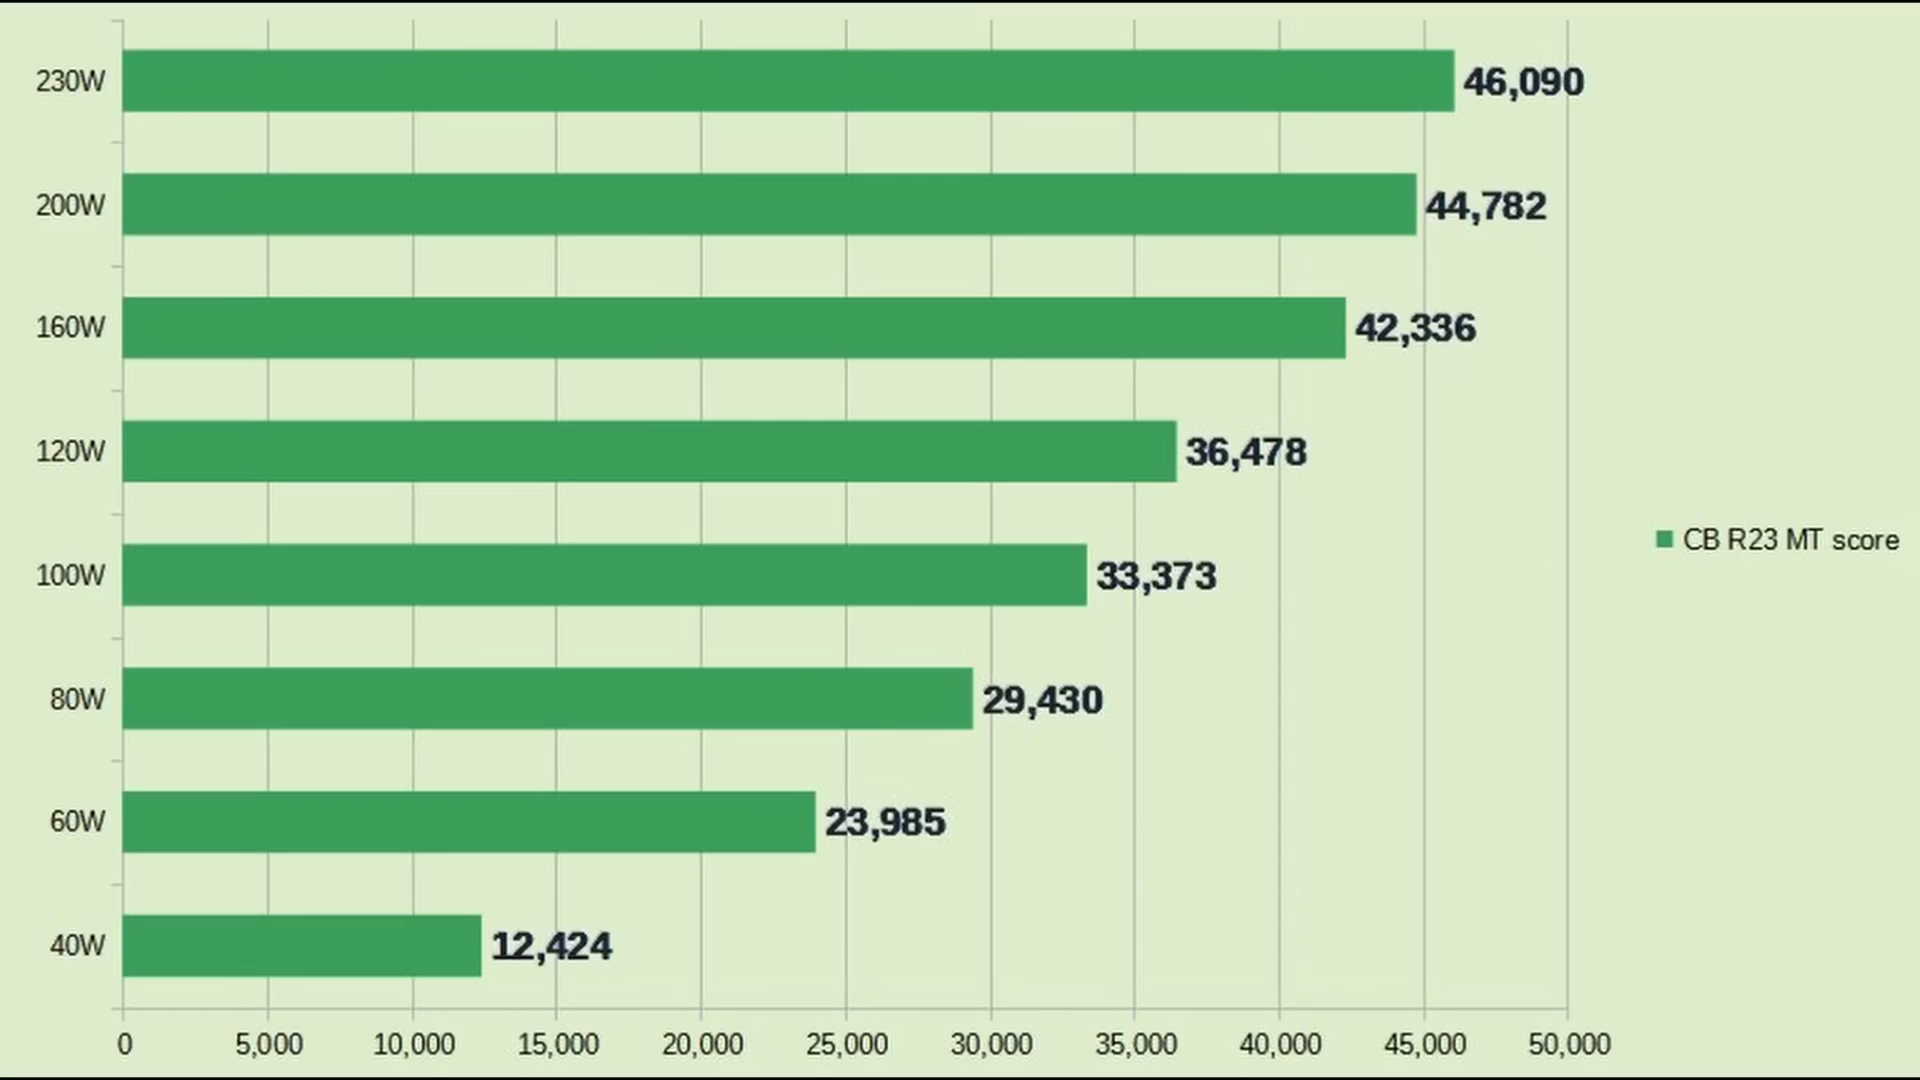 230W 46,090
200W 44,782
160W 42,336
120W 36,478
100W 33,373
CB R23 MT score
80W 29,430
60W 23,985
40W 12,424
0 5,000 10,000 15,000 20,000 25,000 30,000 35,000 40,000 45,000 50,000